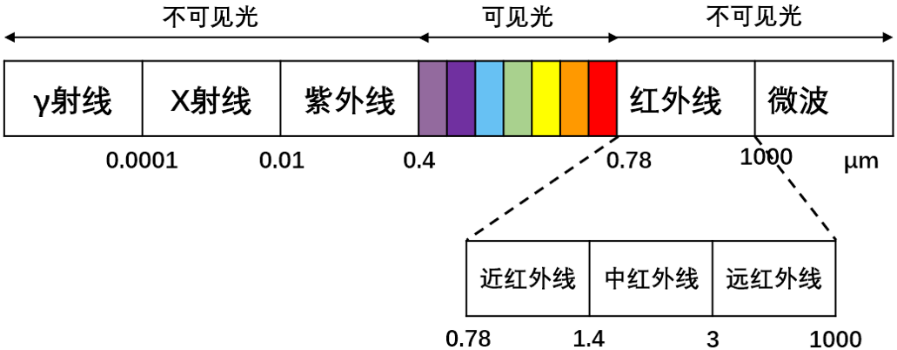 不可见光 可见光 不可见光
γ射线 X射线 紫外线 红外线 微波
0.0001 0.01 0.4 0.78 1000 μm
近红外线 中红外线 远红外线
0.78 1.4 3 1000